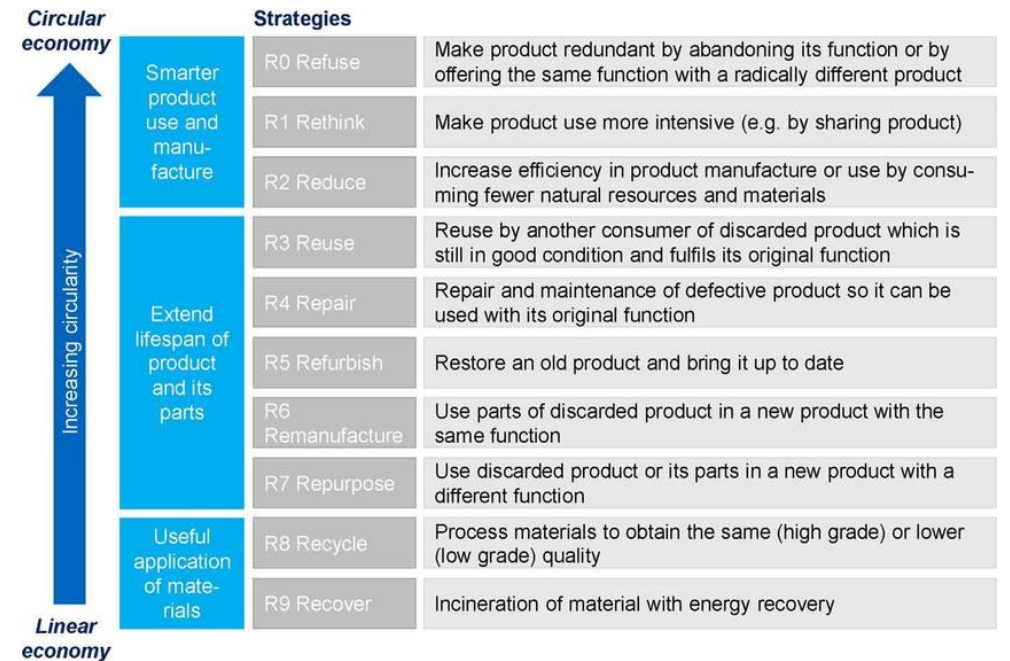 Circular
economy
Strategies
Increasing circularity
Linear
economy
Smarter
product
use and
manu-
facture
R0 Refuse
Make product redundant by abandoning its function or by
offering the same function with a radically different product
R1 Rethink
Make product use more intensive (e.g. by sharing product)
R2 Reduce
Increase efficiency in product manufacture or use by consu-
ming fewer natural resources and materials
Extend
lifespan of
product
and its
parts
R3 Reuse
Reuse by another consumer of discarded product which is
still in good condition and fulfils its original function
R4 Repair
Repair and maintenance of defective product so it can be
used with its original function
R5 Refurbish
Restore an old product and bring it up to date
R6
Remanufacture
Use parts of discarded product in a new product with the
same function
R7 Repurpose
Use discarded product or its parts in a new product with a
different function
Useful
application
of mate-
rials
R8 Recycle
Process materials to obtain the same (high grade) or lower
(low grade) quality
R9 Recover
Incineration of material with energy recovery